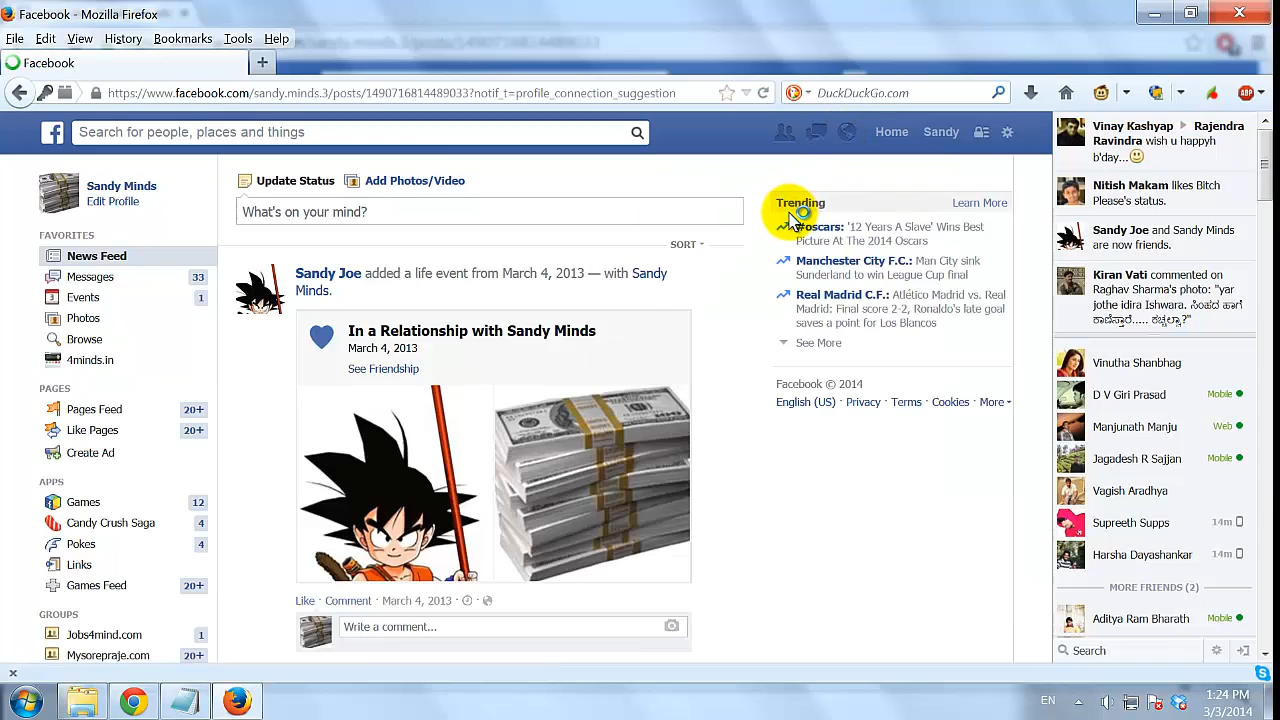 Facebook - Mozilla Firefox
File Edit View History Bookmarks Tools Help
Facebook
https://www.facebook.com/sandy.minds.3/posts/1490716814489033?notif_t=profile_connection_suggestion
DuckDuckGo.com
ABP
Search for people, places and things
Home Sandy
Sandy Minds
Edit Profile
FAVORITES
News Feed
Messages 33
Events 1
Photos
Browse
4minds.in
PAGES
Pages Feed 20+
Like Pages 20+
Create Ad
APPS
Games 12
Candy Crush Saga 4
Pokes 4
Links
Games Feed 20+
GROUPS
Jobs4mind.com 1
Mysorepraje.com 20+
Update Status Add Photos/Video
What's on your mind?
SORT
Sandy Joe added a life event from March 4, 2013 — with Sandy
Minds.
In a Relationship with Sandy Minds
March 4, 2013
See Friendship
Like · Comment · March 4, 2013 ·
Write a comment...
Trending Learn More
#oscars: '12 Years A Slave' Wins Best
Picture At The 2014 Oscars
Manchester City F.C.: Man City sink
Sunderland to win League Cup final
Real Madrid C.F.: Atlético Madrid vs. Real
Madrid: Final score 2-2, Ronaldo's late goal
saves a point for Los Blancos
See More
Facebook © 2014
English (US) · Privacy · Terms · Cookies · More
Vinay Kashyap Rajendra
Ravindra wish u happyh
b'day...
Nitish Makam likes Bitch
Please's status.
Sandy Joe and Sandy Minds
are now friends.
Kiran Vati commented on
Raghav Sharma's photo: "yar
jothe idira Ishwara. ಗೆಂಡತಿ ಹಾಗೆ
Vinutha Shanbhag
D V Giri Prasad Mobile
Manjunath Manju Web
Jagadesh R Sajjan Mobile
Vagish Aradhya
Supreeth Supps 14m
Harsha Dayashankar 14m
MORE FRIENDS (2)
Aditya Ram Bharath Mobile
Search
EN
1:24 PM
3/3/2014